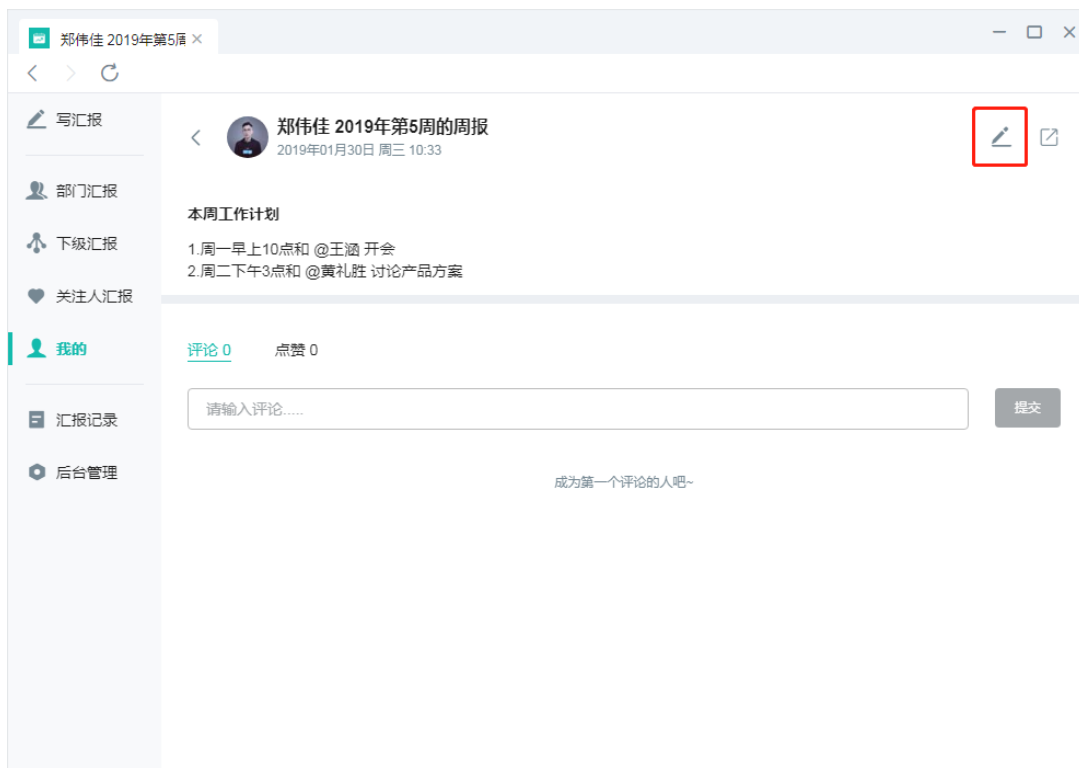 郑伟佳 2019年第5周
写汇报
部门汇报
下级汇报
关注人汇报
我的
汇报记录
后台管理
郑伟佳 2019年第5周的周报
2019年01月30日 周三 10:33
本周工作计划
1.周一早上10点和 @王涵 开会
2.周二下午3点和 @黄礼胜 讨论产品方案
评论 0 点赞 0
请输入评论.....
提交
成为第一个评论的人吧~